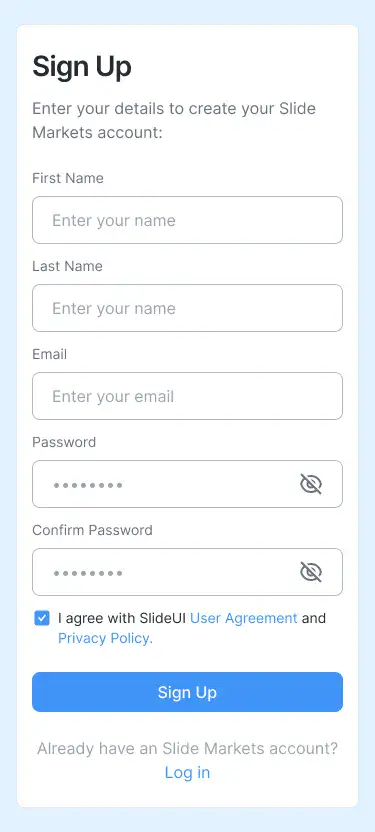 Sign Up
Enter your details to create your Slide
Markets account:
First Name
Enter your name
Last Name
Enter your name
Email
Enter your email
Password
••••••••
Confirm Password
••••••••
I agree with SlideUI User Agreement and
Privacy Policy.
Sign Up
Already have an Slide Markets account?
Log in